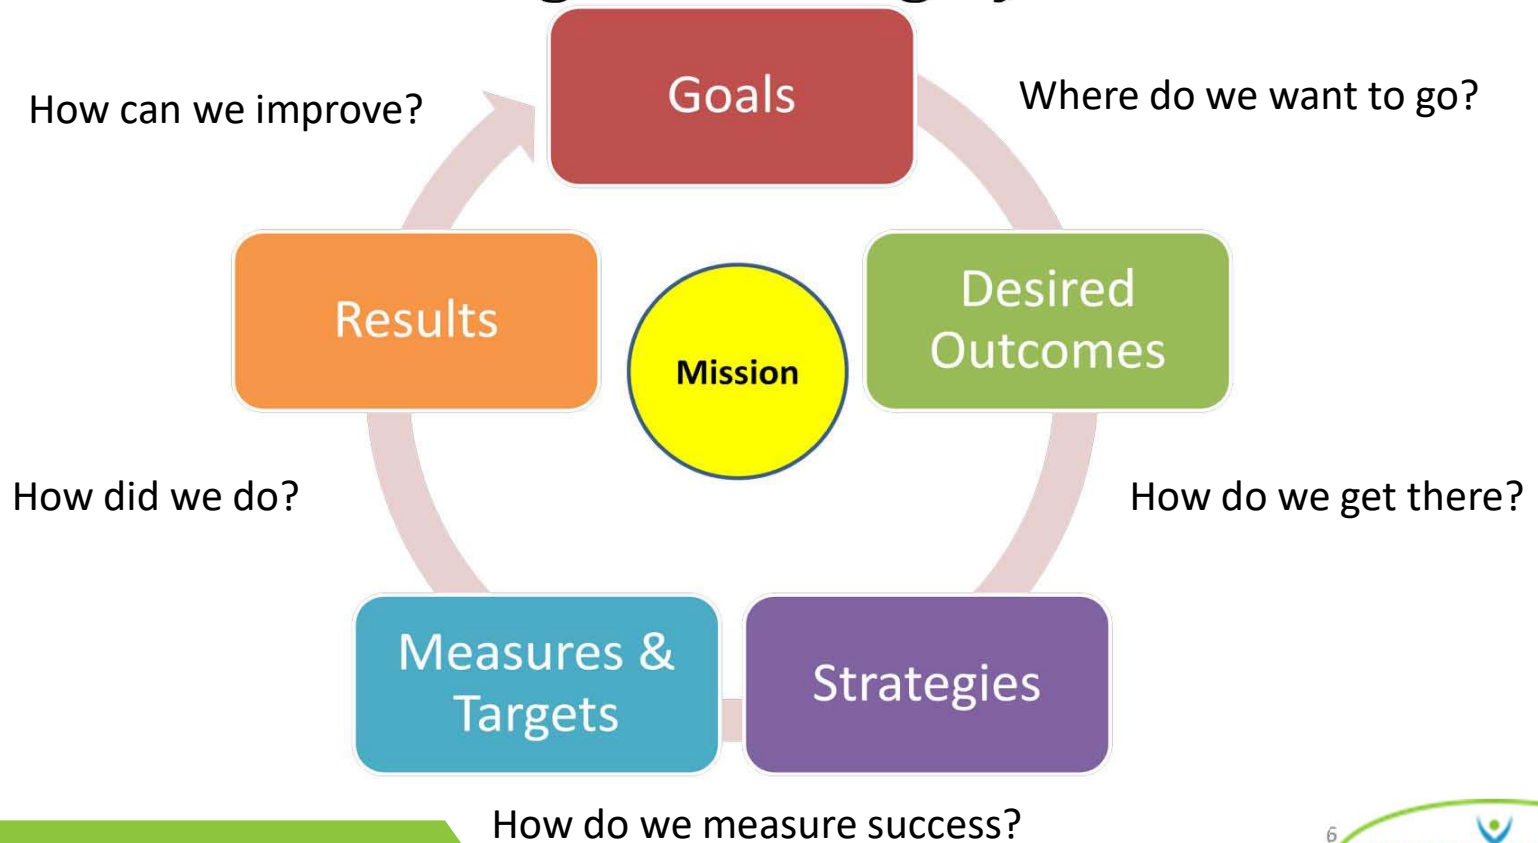 Goals
How can we improve?
Where do we want to go?
Results
Mission
Desired
Outcomes
How did we do?
How do we get there?
Measures &
Targets
Strategies
How do we measure success?
6